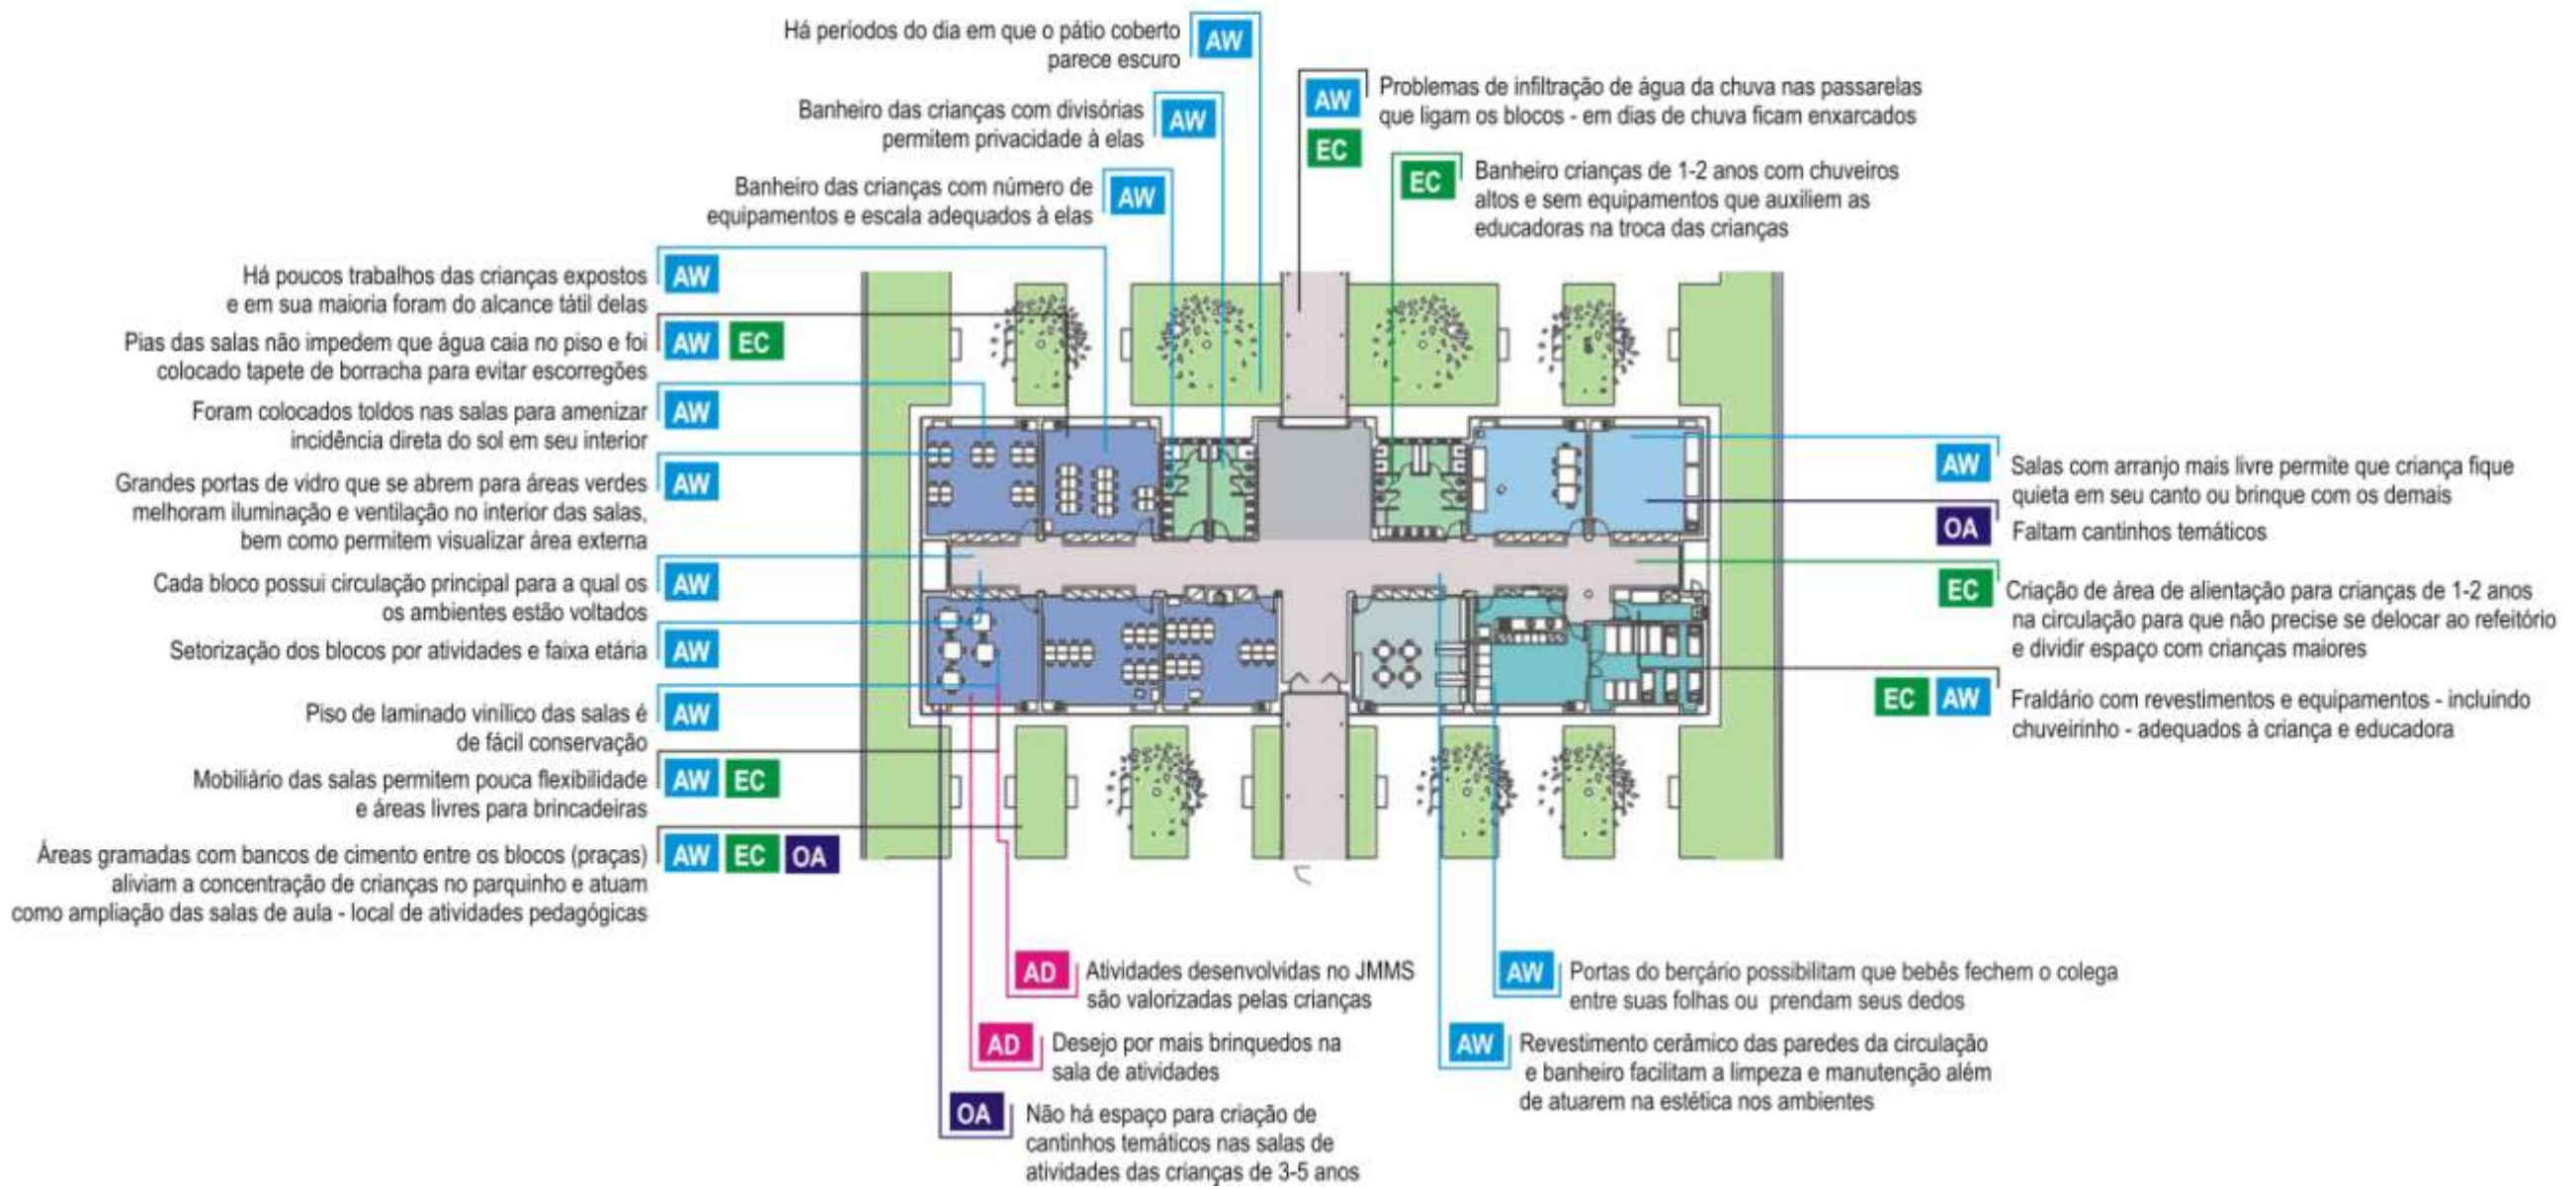 Há períodos do dia em que o pátio coberto
parece escuro
AW
Banheiro das crianças com divisórias
permitem privacidade à elas
AW
Banheiro das crianças com número de
equipamentos e escala adequados à elas
AW
Há poucos trabalhos das crianças expostos
e em sua maioria foram do alcance tátil delas
AW
Pias das salas não impedem que água caia no piso e foi
colocado tapete de borracha para evitar escorregões
AW EC
Foram colocados toldos nas salas para amenizar
incidência direta do sol em seu interior
AW
Grandes portas de vidro que se abrem para áreas verdes
melhoram iluminação e ventilação no interior das salas,
bem como permitem visualizar área externa
AW
Cada bloco possui circulação principal para a qual os
os ambientes estão voltados
AW
Setorização dos blocos por atividades e faixa etária
AW
Piso de laminado vinílico das salas é
de fácil conservação
AW
Mobiliário das salas permitem pouca flexibilidade
e áreas livres para brincadeiras
AW EC
Áreas gramadas com bancos de cimento entre os blocos (praças)
aliviam a concentração de crianças no parquinho e atuam
como ampliação das salas de aula - local de atividades pedagógicas
AW EC OA
AW
EC
Problemas de infiltração de água da chuva nas passarelas
que ligam os blocos - em dias de chuva ficam enxarcados
EC
Banheiro crianças de 1-2 anos com chuveiros
altos e sem equipamentos que auxiliem as
educadoras na troca das crianças
AW
Salas com arranjo mais livre permite que criança fique
quieta em seu canto ou brinque com os demais
OA
Faltam cantinhos temáticos
EC
Criação de área de alientação para crianças de 1-2 anos
na circulação para que não precise se delocar ao refeitório
e dividir espaço com crianças maiores
EC AW
Fraldário com revestimentos e equipamentos - incluindo
chuveirinho - adequados à criança e educadora
AD
Atividades desenvolvidas no JMMS
são valorizadas pelas crianças
AD
Desejo por mais brinquedos na
sala de atividades
OA
Não há espaço para criação de
cantinhos temáticos nas salas de
atividades das crianças de 3-5 anos
AW
Portas do berçário possibilitam que bebês fechem o colega
entre suas folhas ou prendam seus dedos
AW
Revestimento cerâmico das paredes da circulação
e banheiro facilitam a limpeza e manutenção além
de atuarem na estética nos ambientes